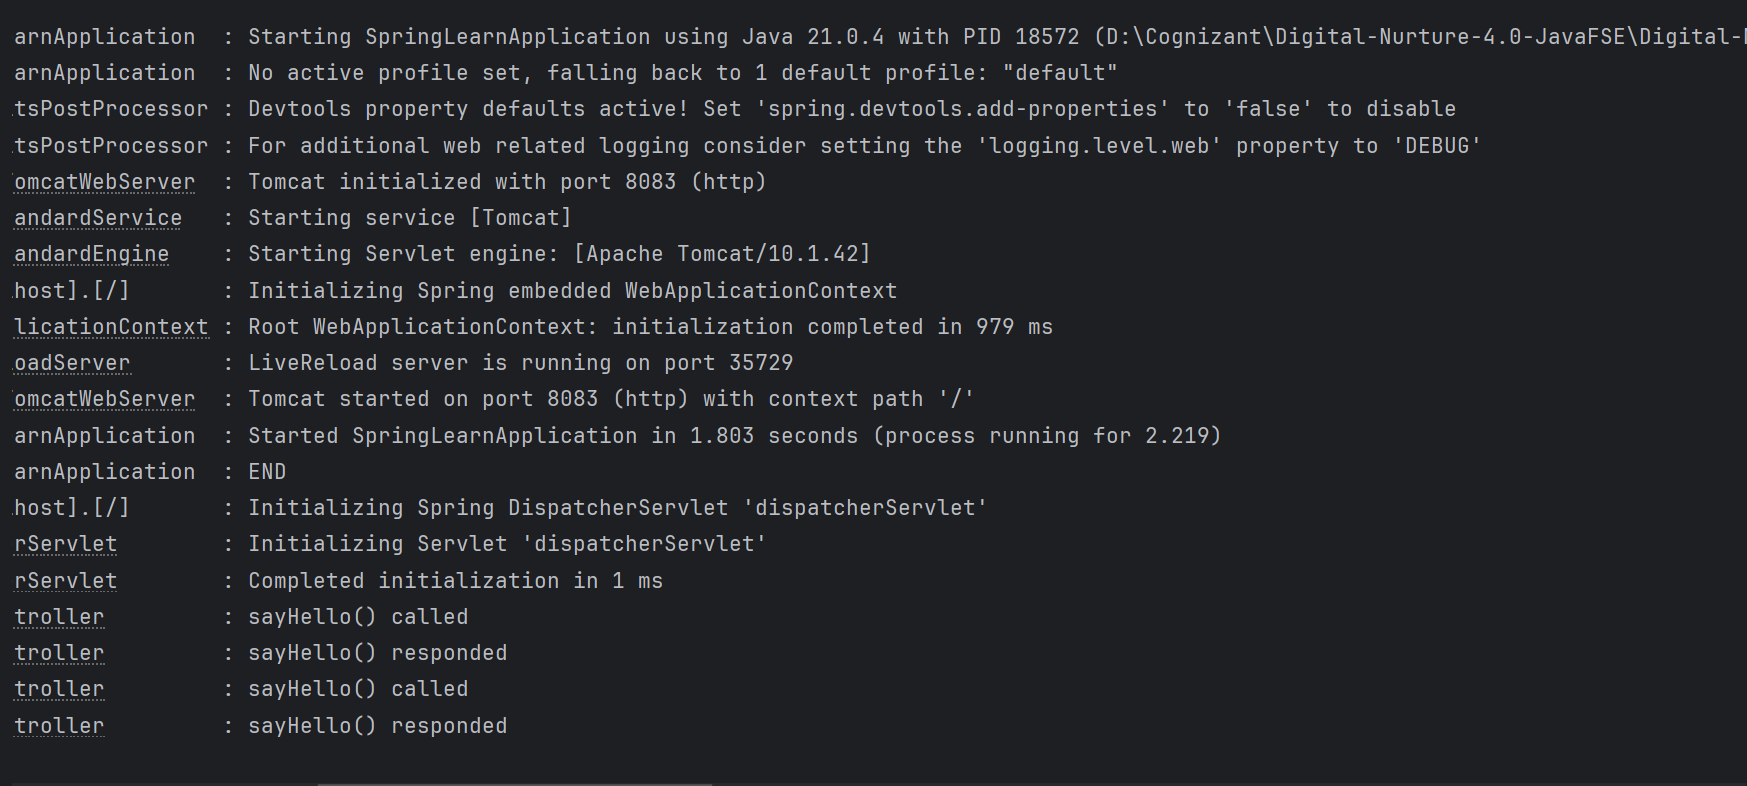 arnApplication : Starting SpringLearnApplication using Java 21.0.4 with PID 18572 (D:\Cognizant\Digital-Nurture-4.0-JavaFSE\Digital-
arnApplication : No active profile set, falling back to 1 default profile: "default"
.tsPostProcessor : Devtools property defaults active! Set 'spring.devtools.add-properties' to 'false' to disable
.tsPostProcessor : For additional web related logging consider setting the 'logging.level.web' property to 'DEBUG'
omcatWebServer : Tomcat initialized with port 8083 (http)
andardService : Starting service [Tomcat]
andardEngine : Starting Servlet engine: [Apache Tomcat/10.1.42]
host].[/] : Initializing Spring embedded WebApplicationContext
licationContext : Root WebApplicationContext: initialization completed in 979 ms
oadServer : LiveReload server is running on port 35729
omcatWebServer : Tomcat started on port 8083 (http) with context path '/'
arnApplication : Started SpringLearnApplication in 1.803 seconds (process running for 2.219)
arnApplication : END
host].[/] : Initializing Spring DispatcherServlet 'dispatcherServlet'
rServlet : Initializing Servlet 'dispatcherServlet'
rServlet : Completed initialization in 1 ms
troller : sayHello() called
troller : sayHello() responded
troller : sayHello() called
troller : sayHello() responded